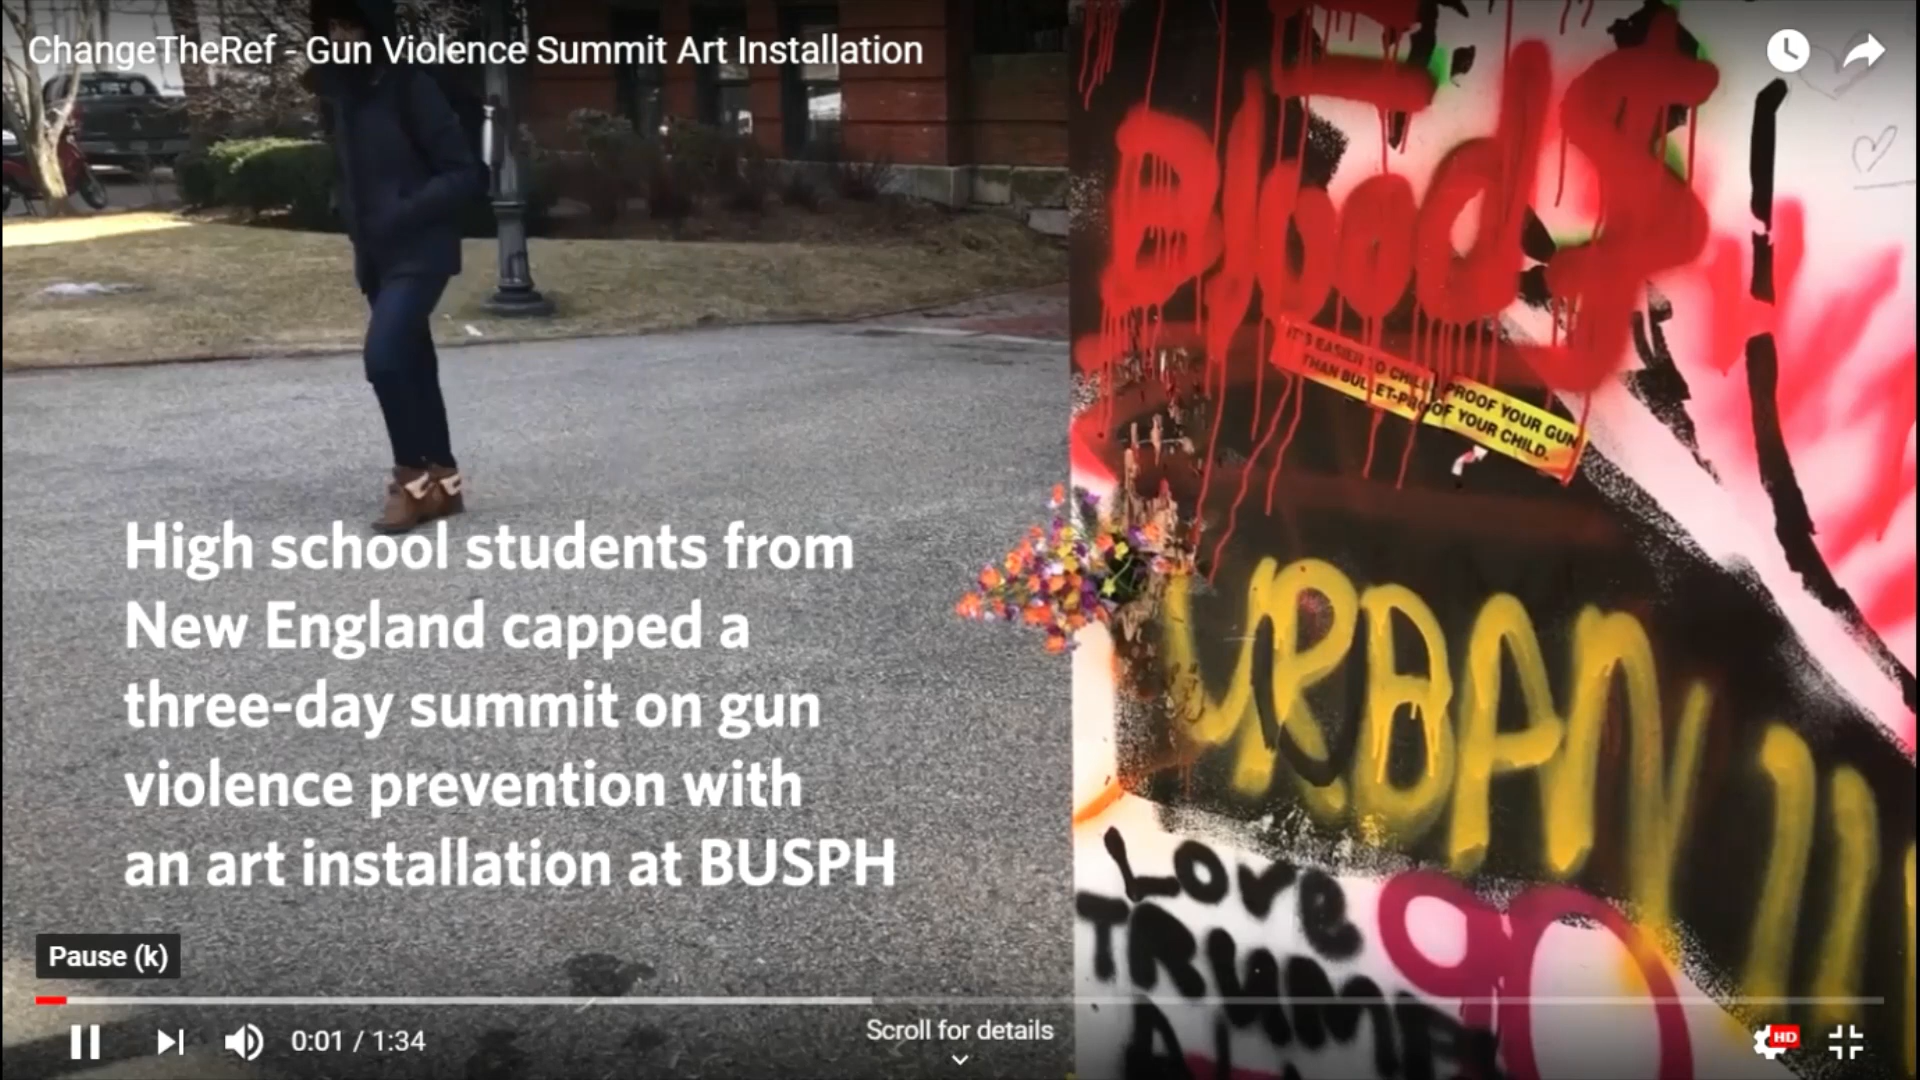 ChangeTheRef - Gun Violence Summit Art Installation
Blood$
IT'S EASIER TO CHILD PROOF YOUR GUN
THAN BULLET-PROOF YOUR CHILD.
URBAN
High school students from
New England capped a
three-day summit on gun
violence prevention with
an art installation at BUSPH
LOVE
TRUMP
Pause (k)
0:01 / 1:34
Scroll for details
HD